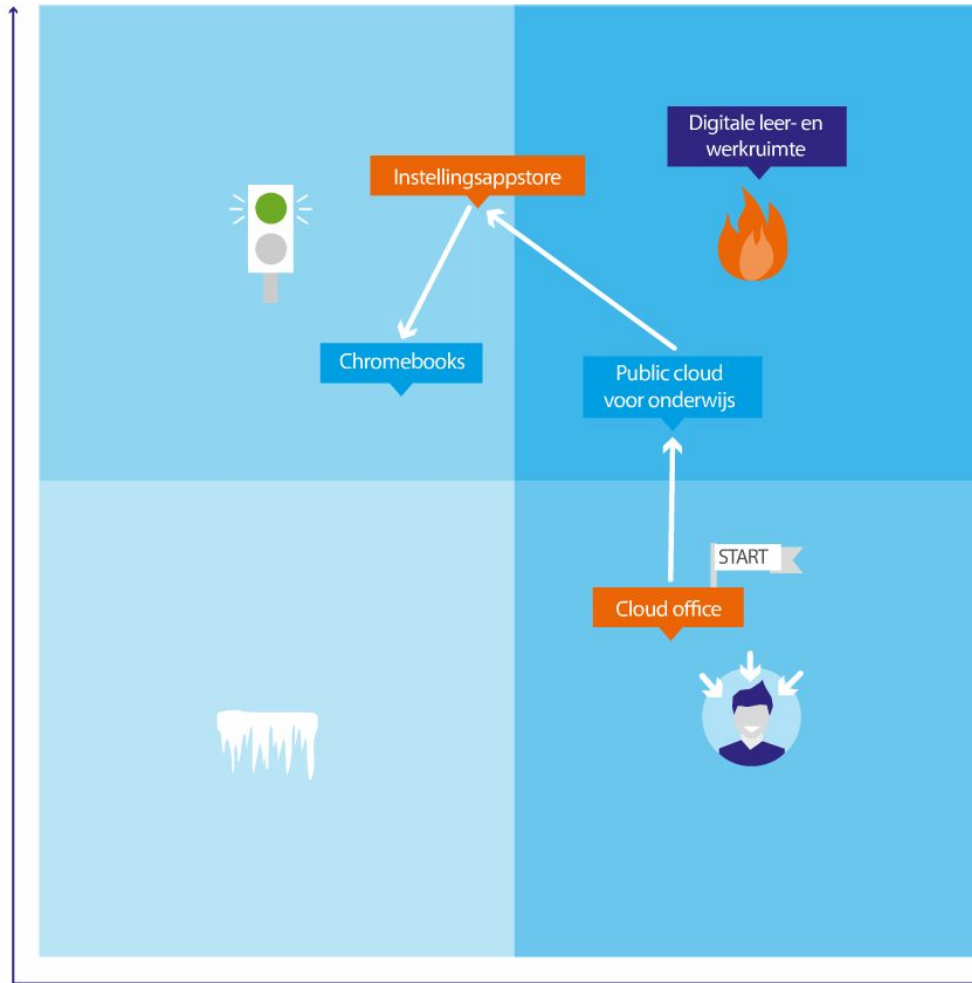 Digitale leer- en
werkruimte
Instellingsappstore
Chromebooks
Public cloud
voor onderwijs
START
Cloud office